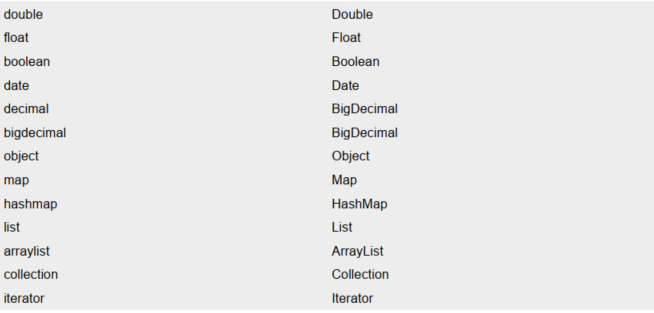 double Double
float Float
boolean Boolean
date Date
decimal BigDecimal
bigdecimal BigDecimal
object Object
map Map
hashmap HashMap
list List
arraylist ArrayList
collection Collection
iterator Iterator